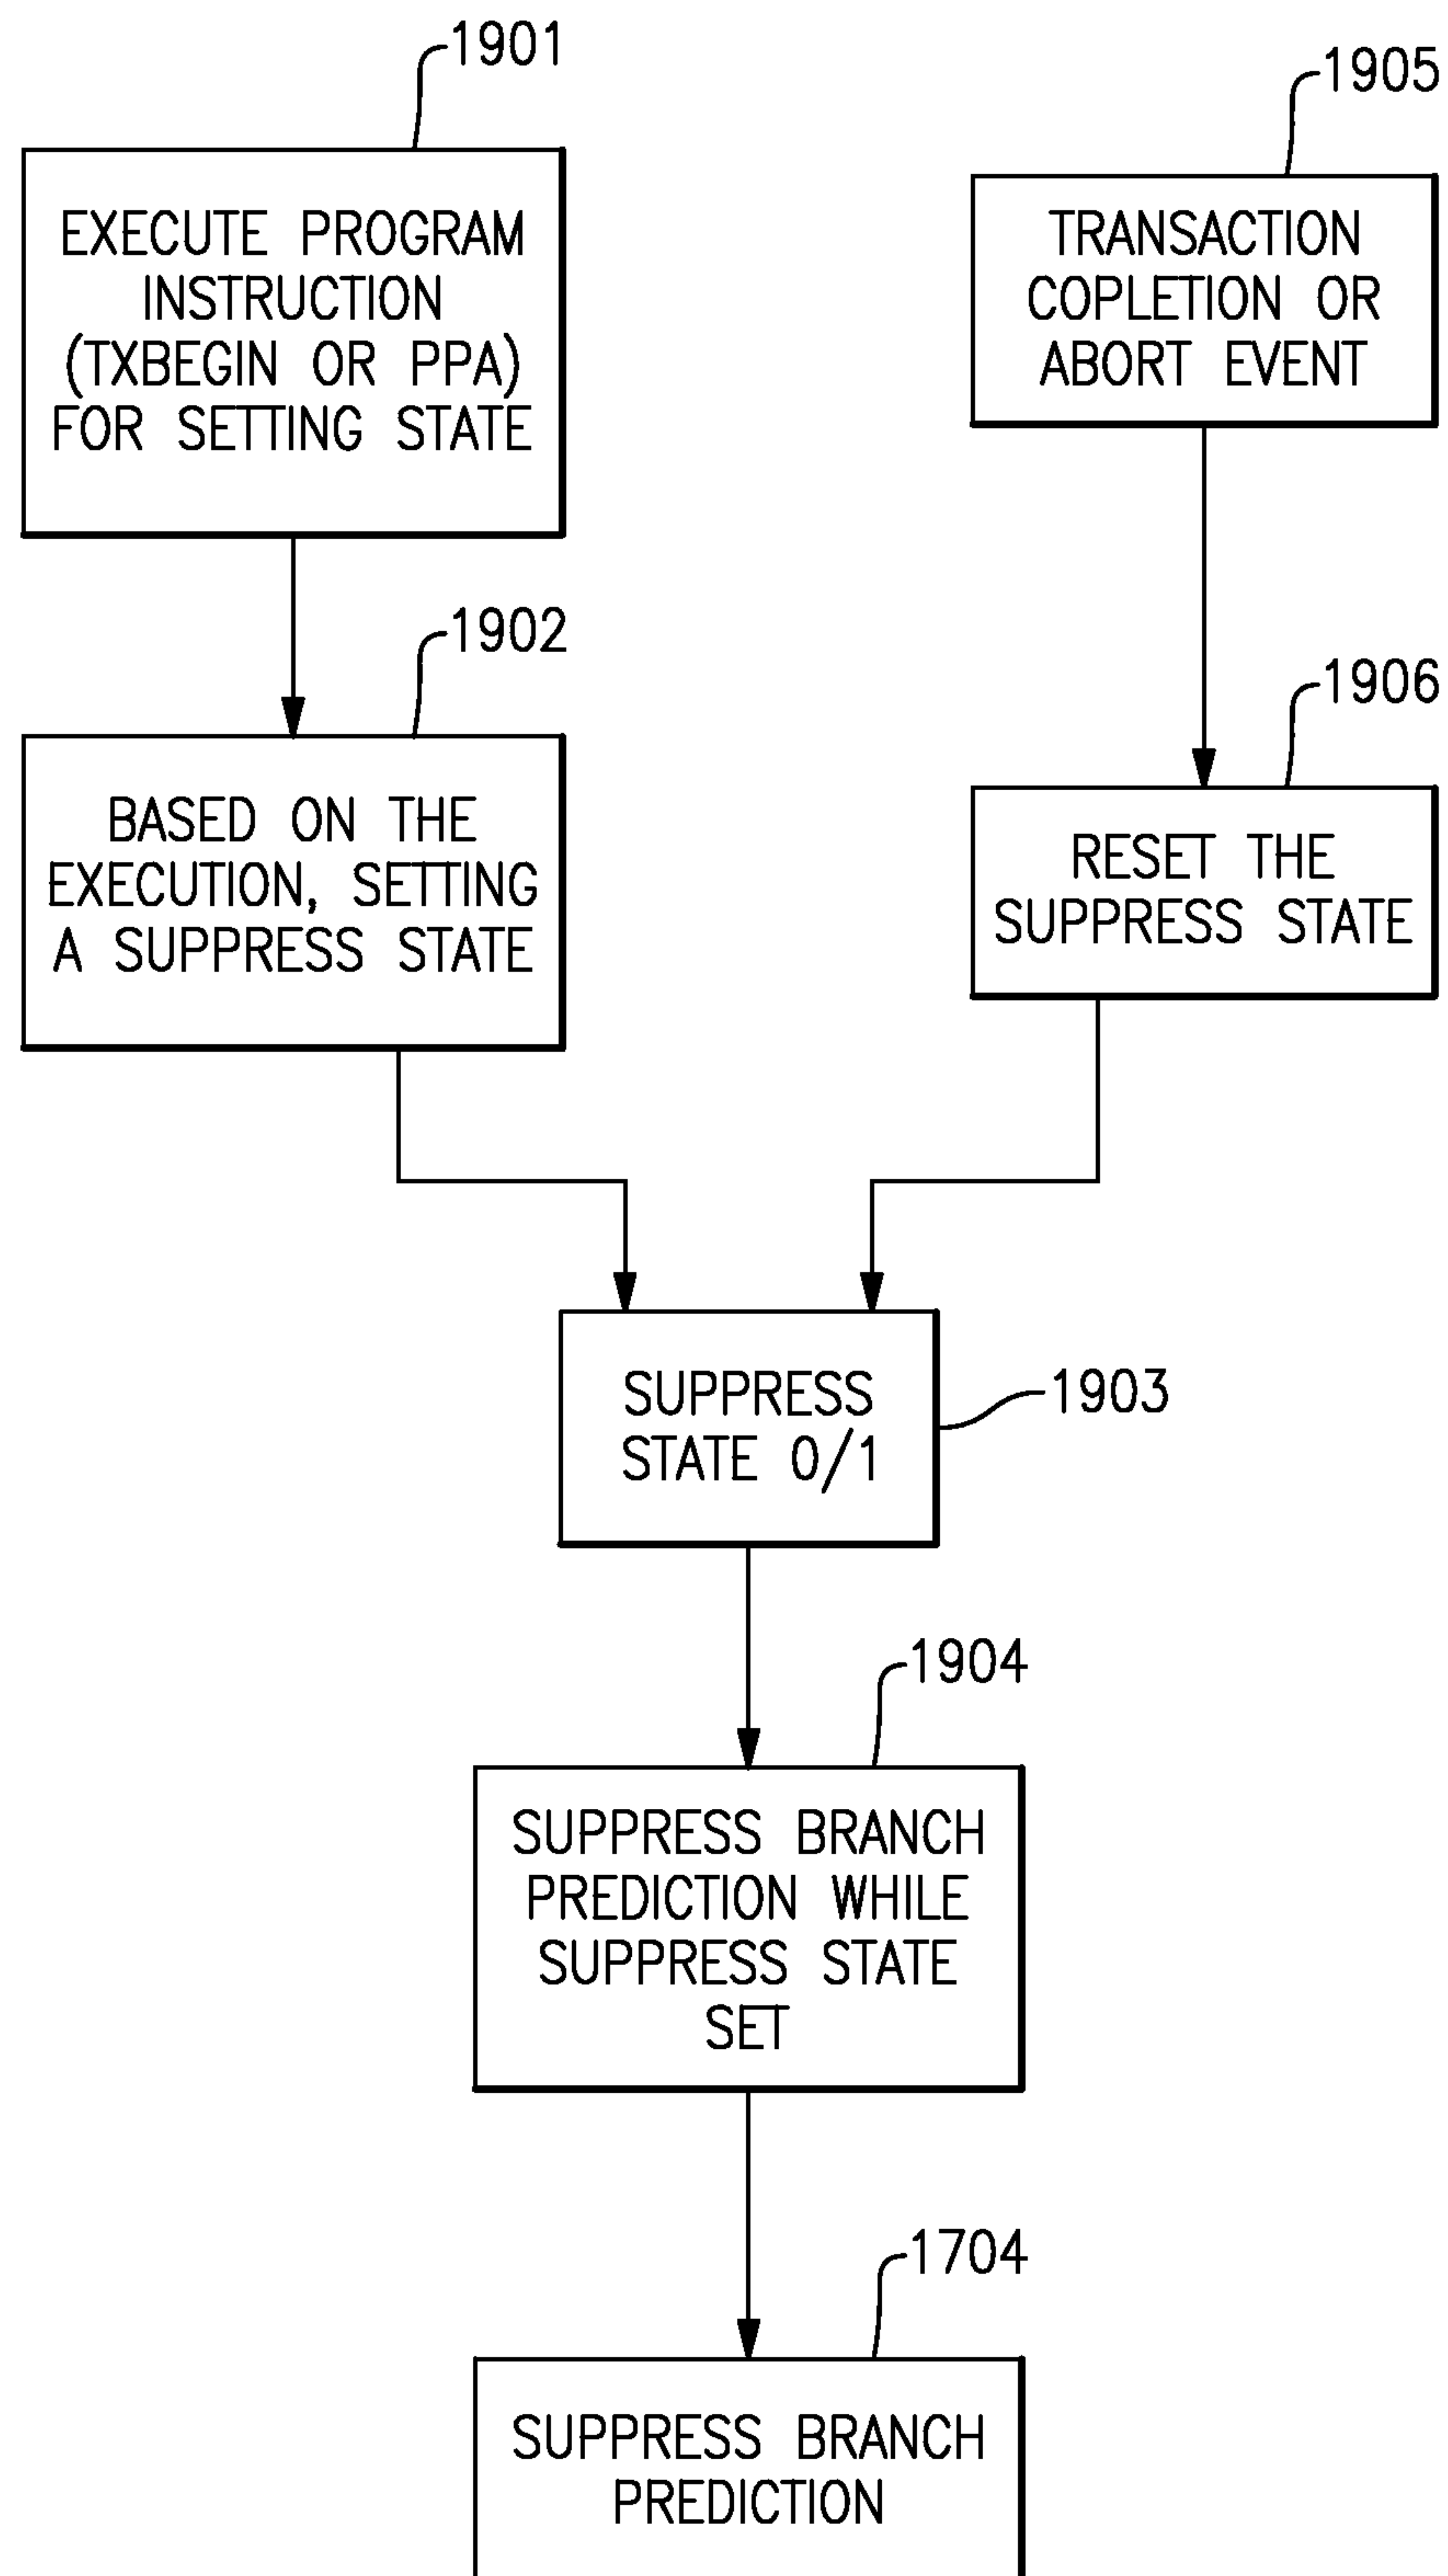 1901
EXECUTE PROGRAM
INSTRUCTION
(TXBEGIN OR PPA)
FOR SETTING STATE
1905
TRANSACTION
COPLETION OR
ABORT EVENT
1902
BASED ON THE
EXECUTION, SETTING
A SUPPRESS STATE
1906
RESET THE
SUPPRESS STATE
SUPPRESS
STATE 0/1
1903
1904
SUPPRESS BRANCH
PREDICTION WHILE
SUPPRESS STATE
SET
1704
SUPPRESS BRANCH
PREDICTION